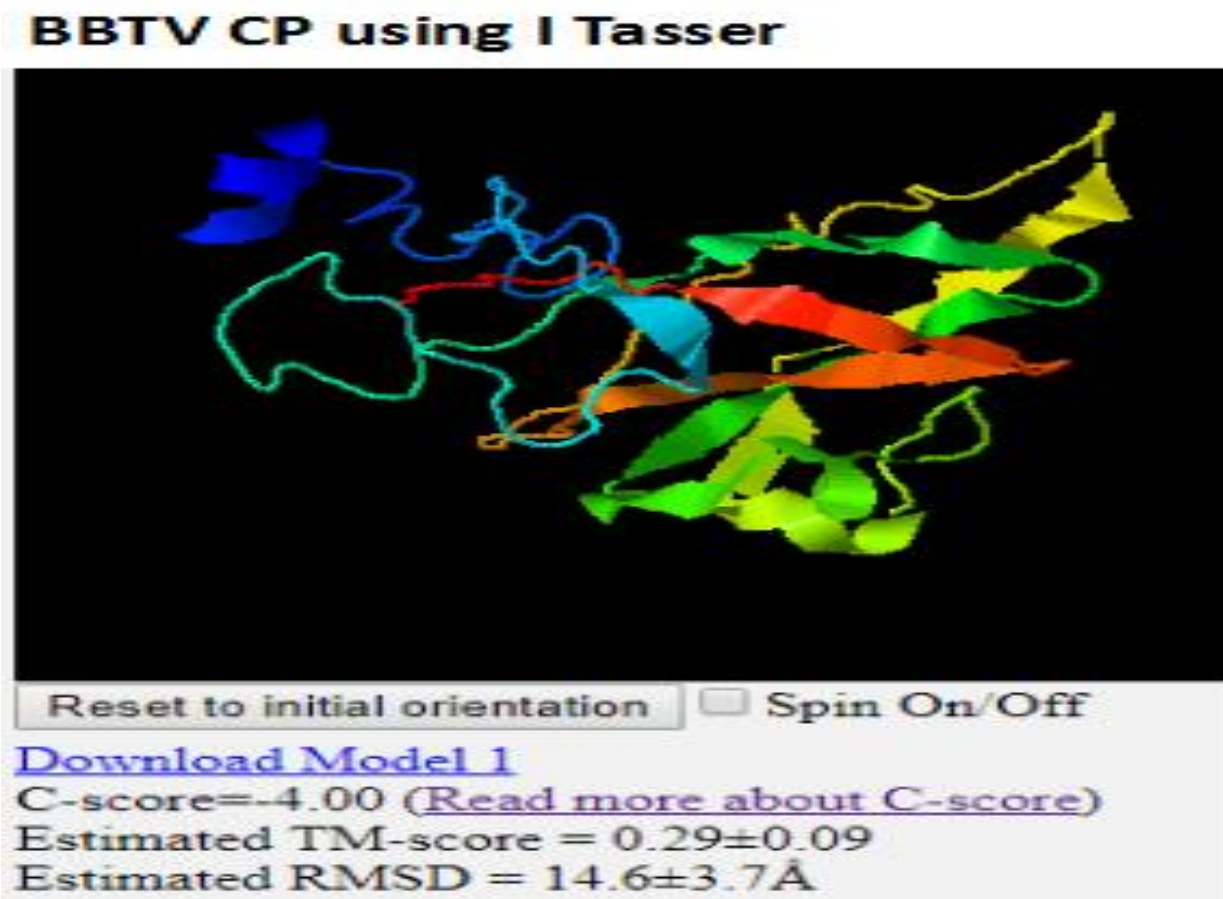 BBTV CP using I Tasser
Reset to initial orientation Spin On/Off
Download Model 1
C-score=-4.00 (Read more about C-score)
Estimated TM-score = 0.29±0.09
Estimated RMSD = 14.6±3.7Å